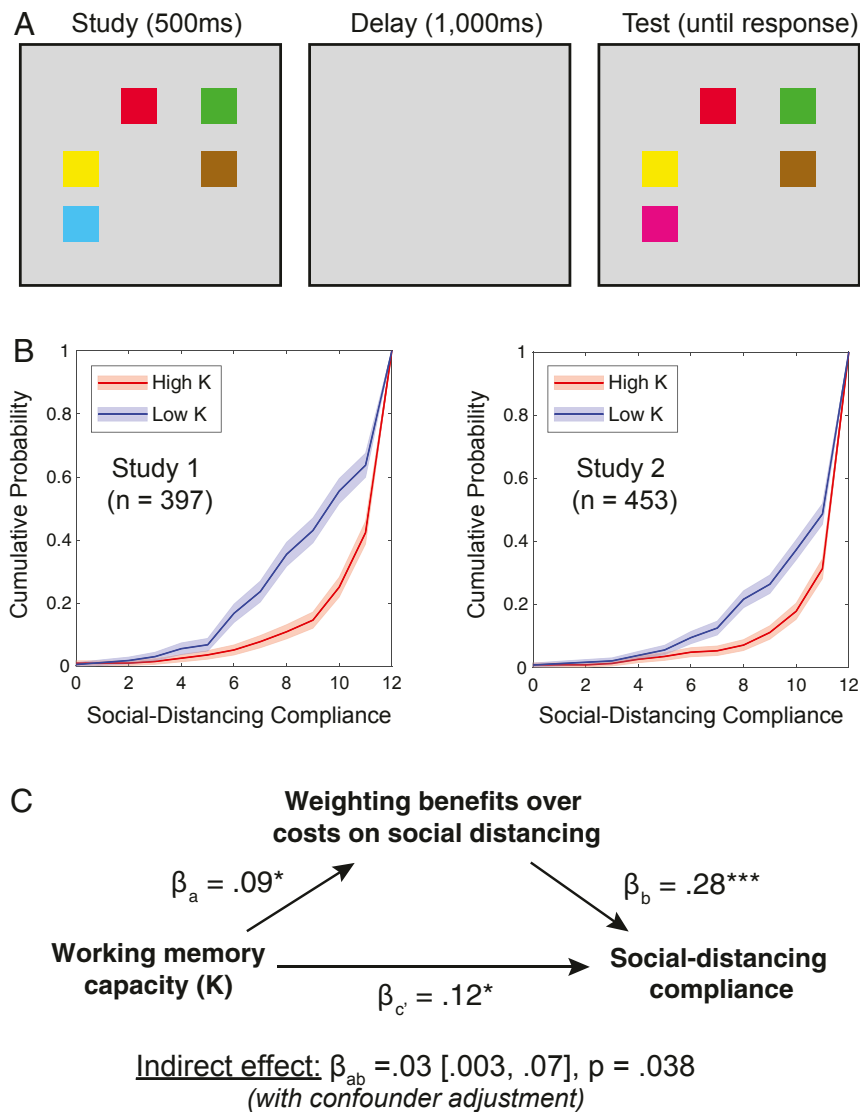 A
Study (500ms)
Delay (1,000ms)
Test (until response)
B
1
0.8
0.6
0.4
0.2
0
High K
Low K
Study 1
(n = 397)
Cumulative Probability
0 2 4 6 8 10 12
Social-Distancing Compliance
1
0.8
0.6
0.4
0.2
0
High K
Low K
Study 2
(n = 453)
Cumulative Probability
0 2 4 6 8 10 12
Social-Distancing Compliance
C
Weighting benefits over
costs on social distancing
βa = .09*
βb = .28***
Working memory
capacity (K)
Social-distancing
compliance
βc' = .12*
Indirect effect: βab =.03 [.003, .07], p = .038
(with confounder adjustment)